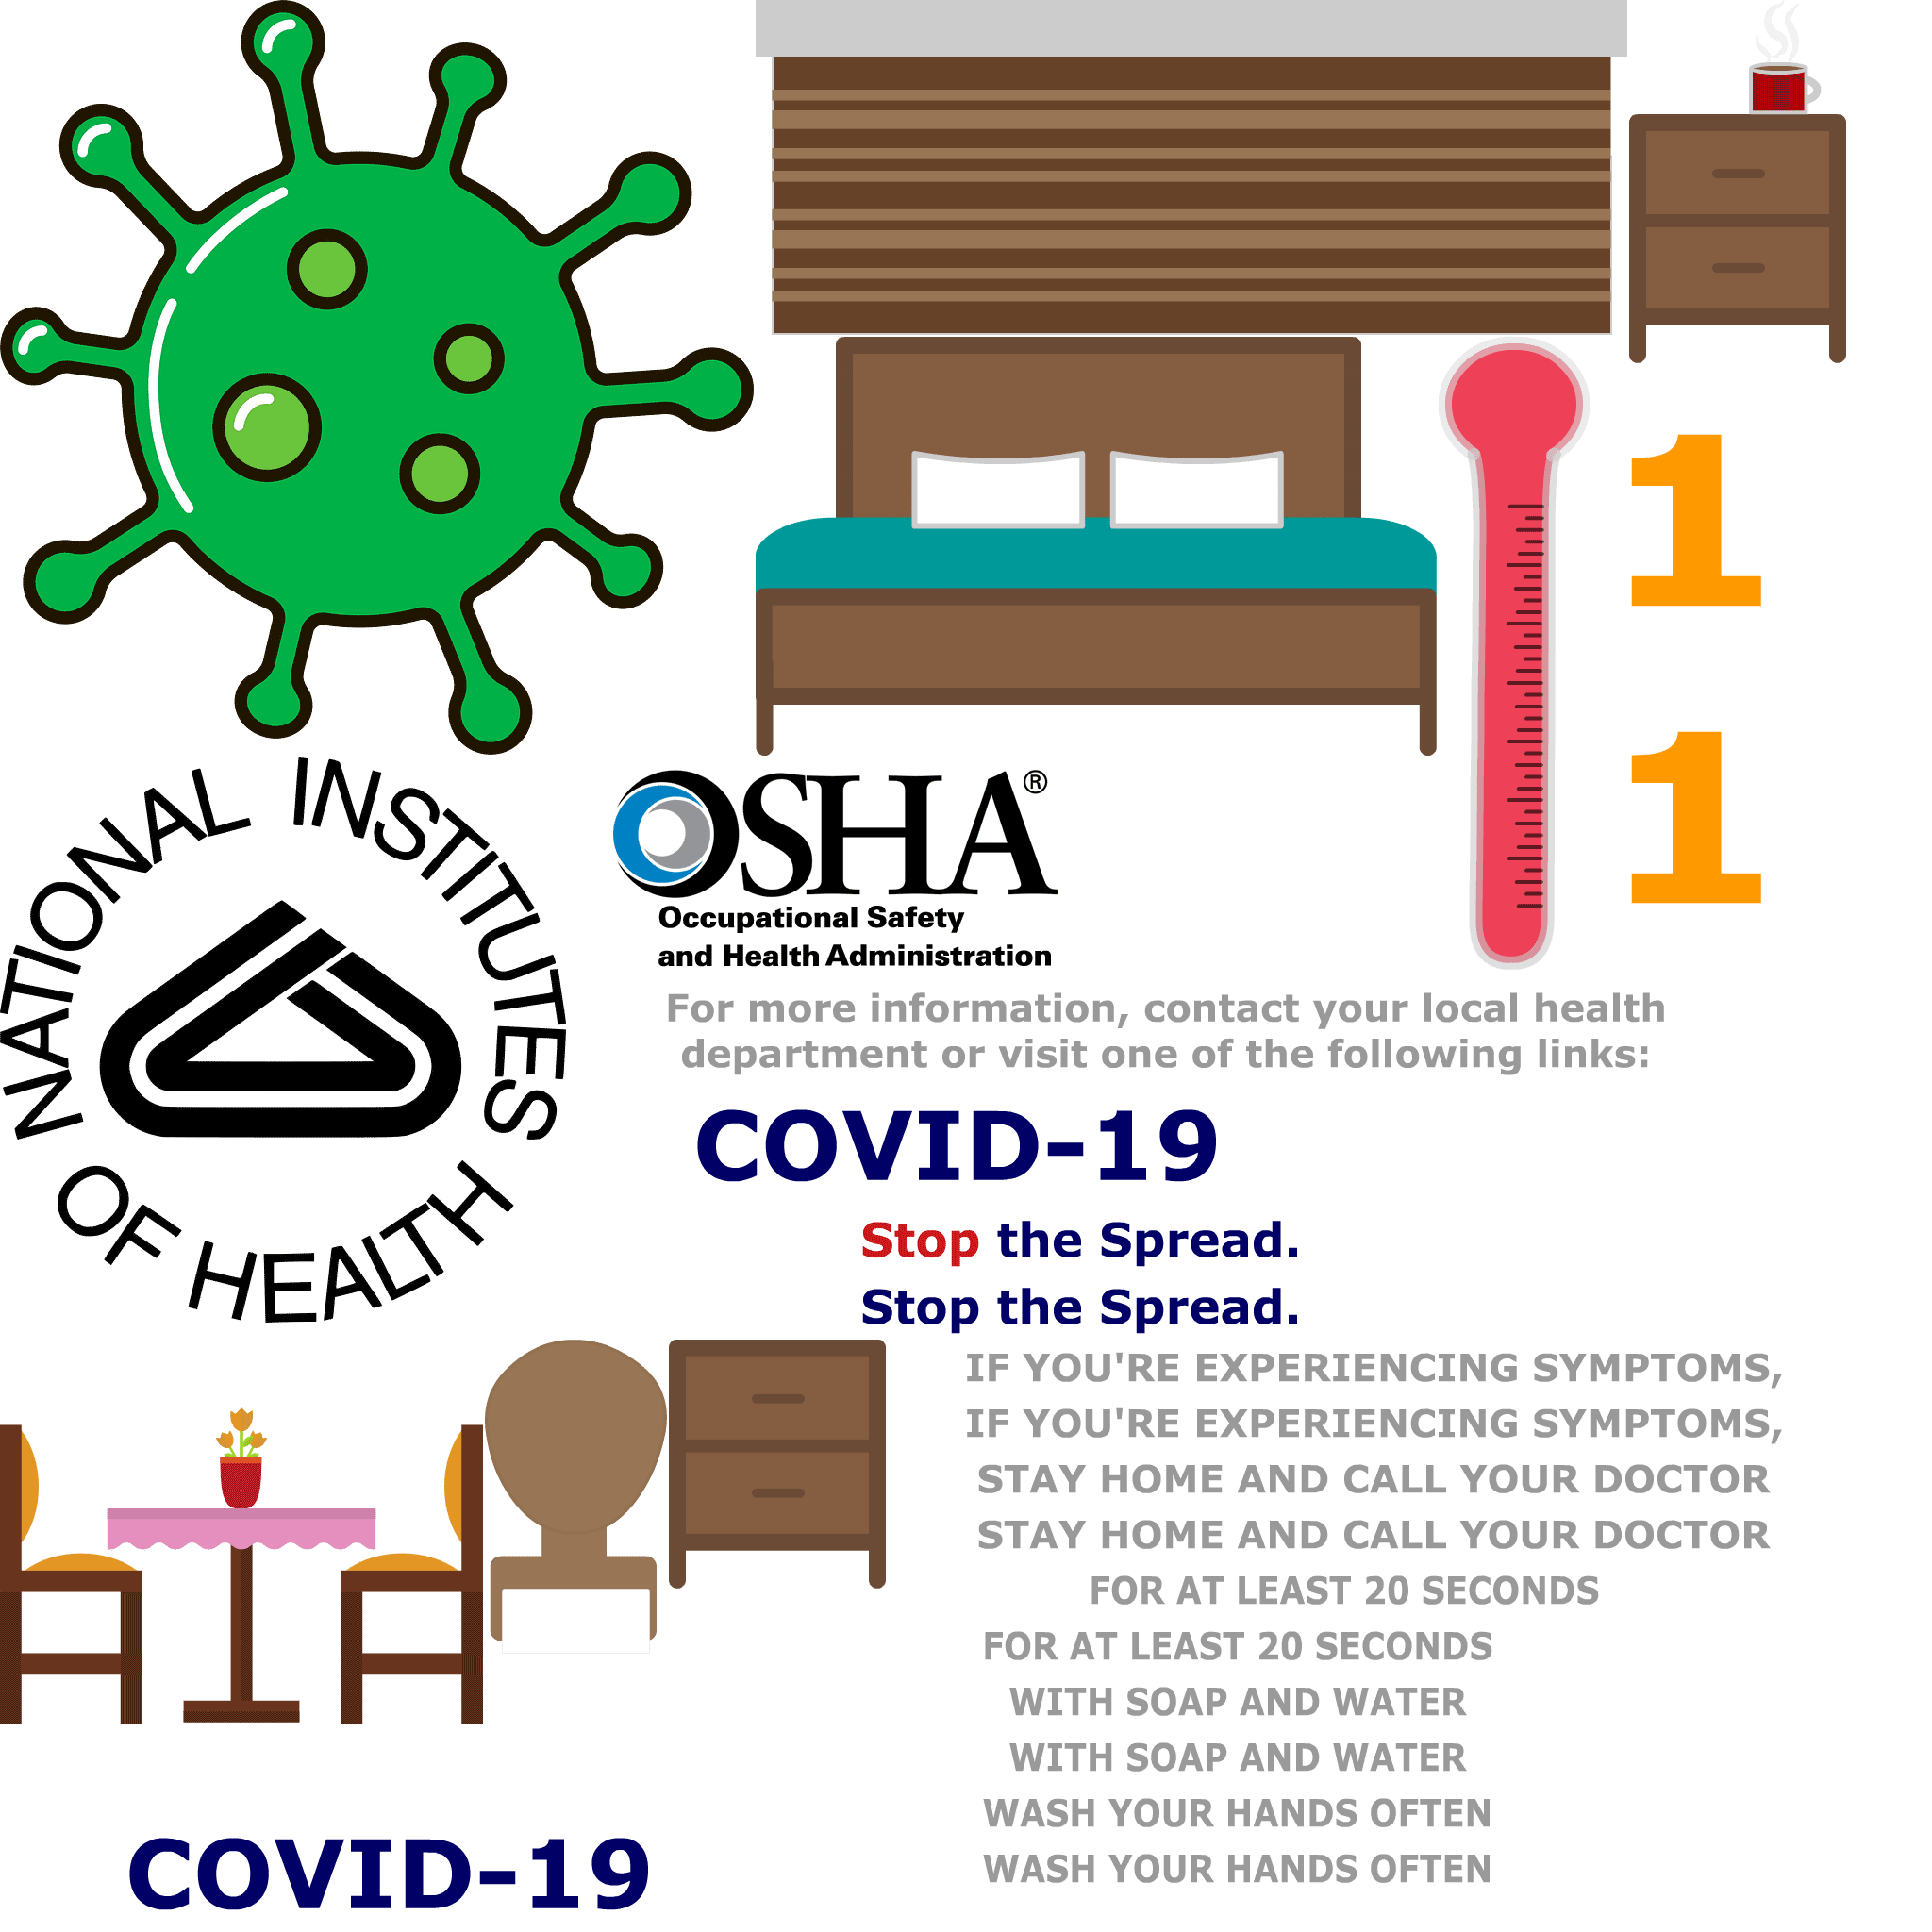 1
1
NATIONAL INSTITUTES
OF HEALTH
OSHA®
Occupational Safety
and Health Administration
For more information, contact your local health
department or visit one of the following links:
COVID-19
Stop the Spread.
Stop the Spread.
IF YOU'RE EXPERIENCING SYMPTOMS,
IF YOU'RE EXPERIENCING SYMPTOMS,
STAY HOME AND CALL YOUR DOCTOR
STAY HOME AND CALL YOUR DOCTOR
FOR AT LEAST 20 SECONDS
FOR AT LEAST 20 SECONDS
WITH SOAP AND WATER
WITH SOAP AND WATER
WASH YOUR HANDS OFTEN
WASH YOUR HANDS OFTEN
COVID-19